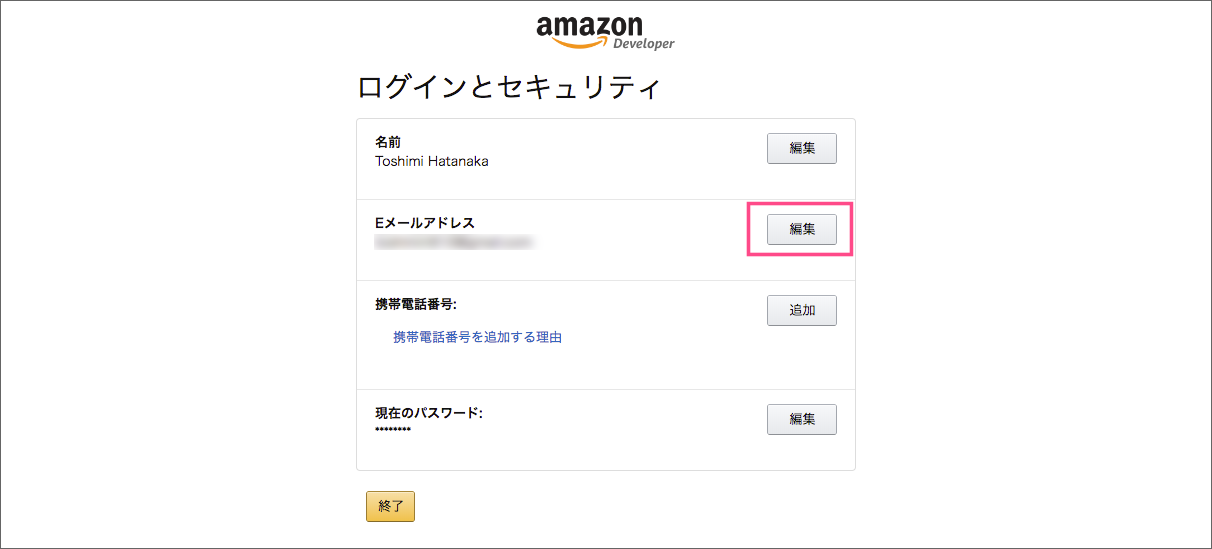 amazon
Developer
ログインとセキュリティ
名前
Toshimi Hatanaka
編集
Eメールアドレス
編集
携帯電話番号:
追加
携帯電話番号を追加する理由
現在のパスワード:
********
編集
終了